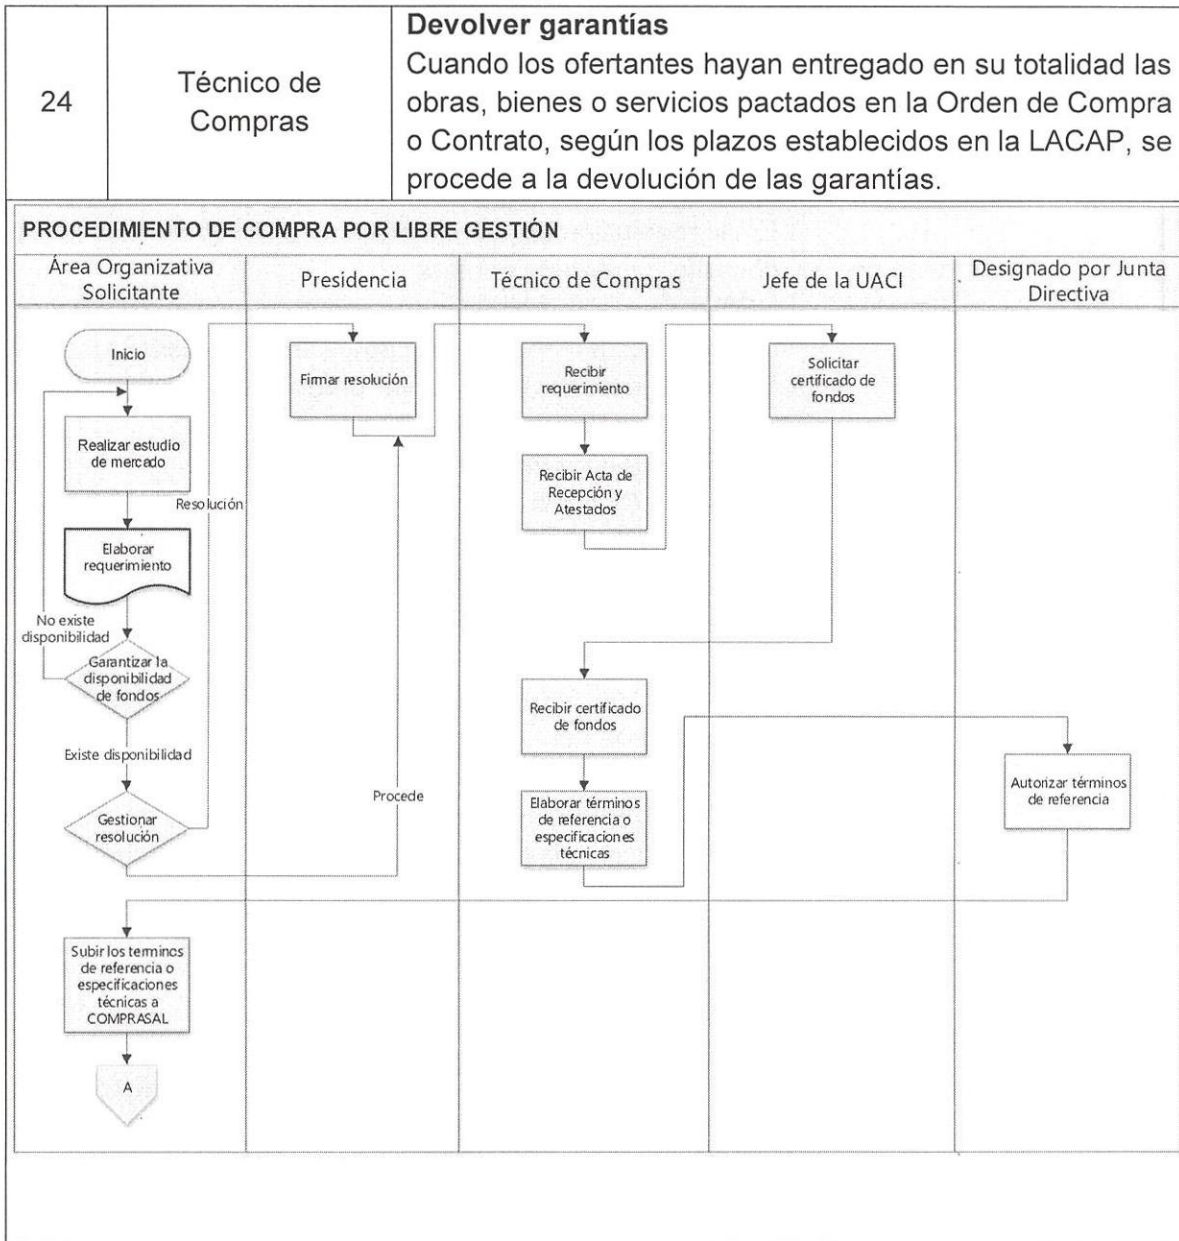 24
Técnico de
Compras
Devolver garantías
Cuando los ofertantes hayan entregado en su totalidad las
obras, bienes o servicios pactados en la Orden de Compra
o Contrato, según los plazos establecidos en la LACAP, se
procede a la devolución de las garantías.
PROCEDIMIENTO DE COMPRA POR LIBRE GESTIÓN
Área Organizativa
Solicitante
Presidencia
Técnico de Compras
Jefe de la UACI
Designado por Junta
Directiva
Inicio
Realizar estudio
de mercado
Resolución
Elaborar
requerimiento
No existe
disponibilidad
Garantizar la
disponibilidad
de fondos
Existe disponibilidad
Gestionar
resolución
Subir los terminos
de referencia o
especificaciones
técnicas a
COMPRASAL
A
Firmar resolución
Procede
Recibir
requerimiento
Recibir Acta de
Recepción y
Atestados
Recibir certificado
de fondos
Elaborar términos
de referencia o
especificaciones
técnicas
Solicitar
certificado de
fondos
Autorizar términos
de referencia